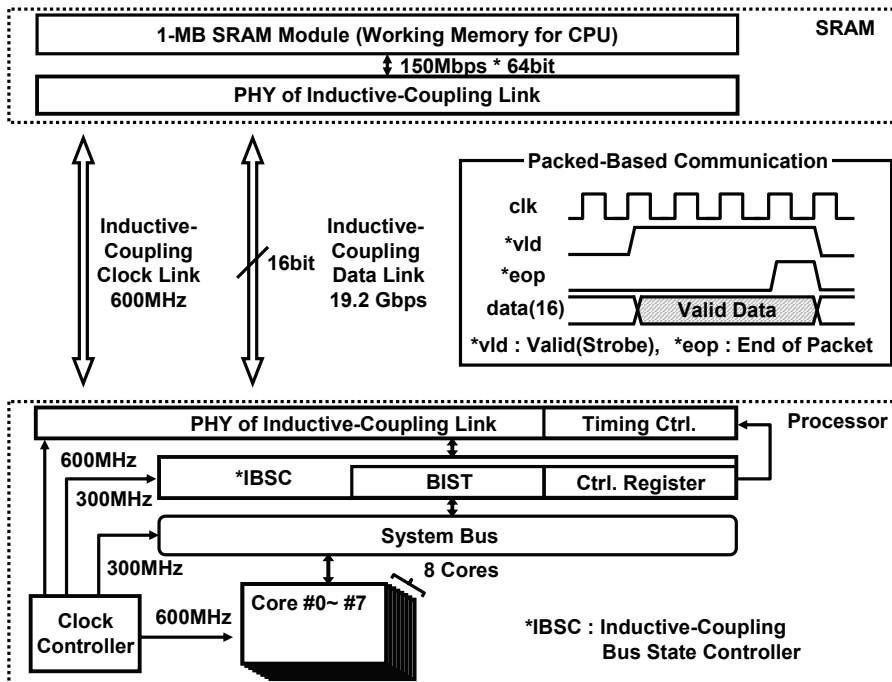 SRAM
1-MB SRAM Module (Working Memory for CPU)
150Mbps * 64bit
PHY of Inductive-Coupling Link
Inductive-
Coupling
Clock Link
600MHz
16bit
Inductive-
Coupling
Data Link
19.2 Gbps
Packed-Based Communication
clk
*vld
*eop
data(16)
Valid Data
*vld : Valid(Strobe), *eop : End of Packet
Processor
PHY of Inductive-Coupling Link
Timing Ctrl.
600MHz
300MHz
*IBSC
BIST
Ctrl. Register
System Bus
300MHz
8 Cores
Clock
Controller
600MHz
Core #0~ #7
*IBSC : Inductive-Coupling
Bus State Controller